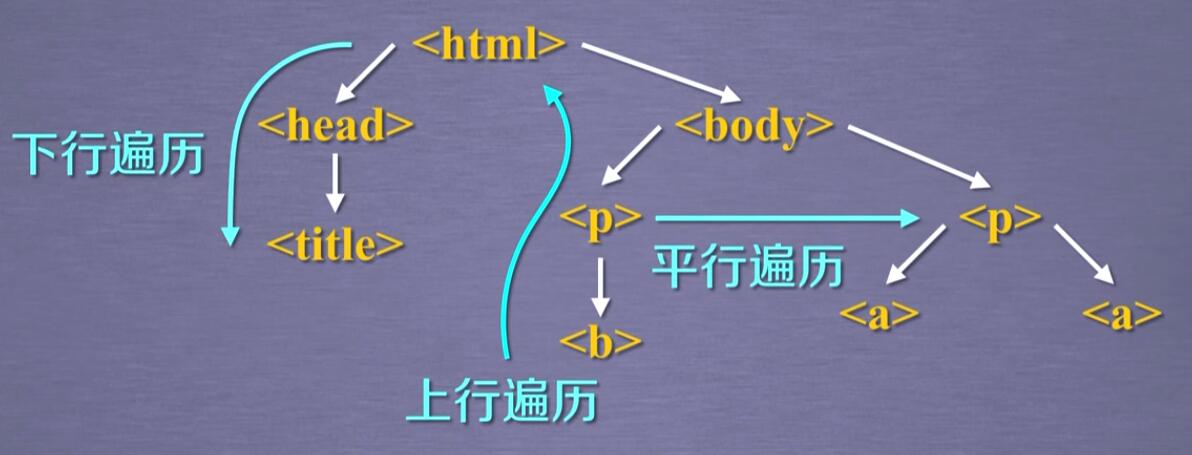 <html>
<head>
<body>
下行遍历
<title>
<p>
<p>
平行遍历
<a>
<a>
<b>
上行遍历